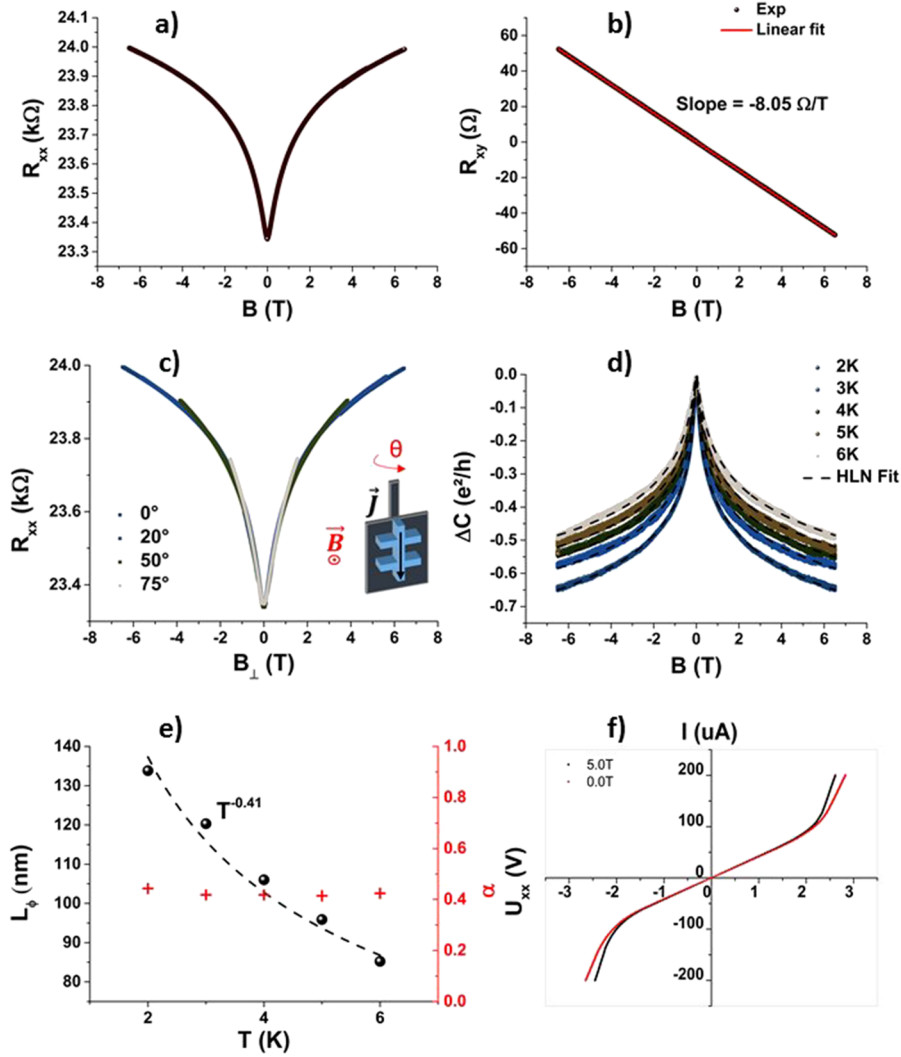 a)
24.1
24.0
23.9
23.8
23.7
23.6
23.5
23.4
23.3
Rxx (kΩ)
-8 -6 -4 -2 0 2 4 6 8
B (T)
b)
Exp
Linear fit
Slope = -8.05 Ω/T
60
40
20
0
-20
-40
-60
Rxy (Ω)
-8 -6 -4 -2 0 2 4 6 8
B (T)
c)
24.0
23.8
23.6
23.4
Rxx (kΩ)
0°
20°
50°
75°
θ
j
B
-8 -6 -4 -2 0 2 4 6 8
B⊥ (T)
d)
2K
3K
4K
5K
6K
HLN Fit
0.0
-0.1
-0.2
-0.3
-0.4
-0.5
-0.6
-0.7
ΔC (e²/h)
-8 -6 -4 -2 0 2 4 6 8
B (T)
e)
140
130
120
110
100
90
80
Lϕ (nm)
T-0.41
1.0
0.8
0.6
0.4
0.2
0.0
α
2 3 4 5 6
T (K)
f)
I (uA)
5.0T
0.0T
200
100
0
-100
-200
Uxx (V)
-3 -2 -1 0 1 2 3